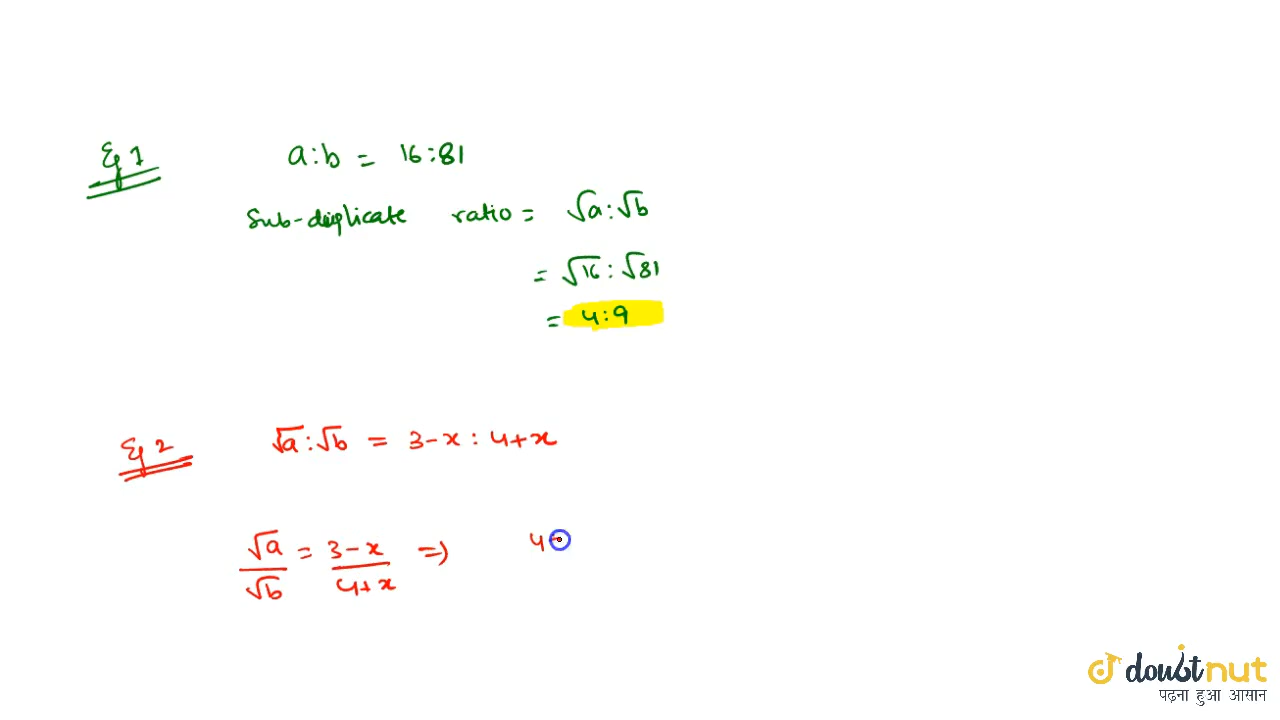 Eg 1
a:b = 16:81
Sub-duplicate ratio = √a:√b
= √16:√81
= 4:9
Eg 2
√a:√b = 3-x:4+x
√a/√b = 3-x/4+x => 4
doubtnut
पढ़ना हुआ आसान